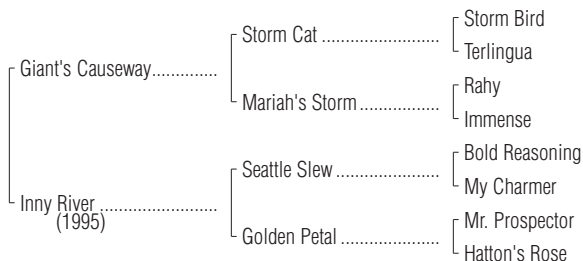 Storm Bird
Storm Cat ........................
Terlingua
Giant's Causeway..............
Rahy
Mariah's Storm ................
Immense
Bold Reasoning
Seattle Slew .....................
My Charmer
Inny River .........................
(1995)
Mr. Prospector
Golden Petal ....................
Hatton's Rose